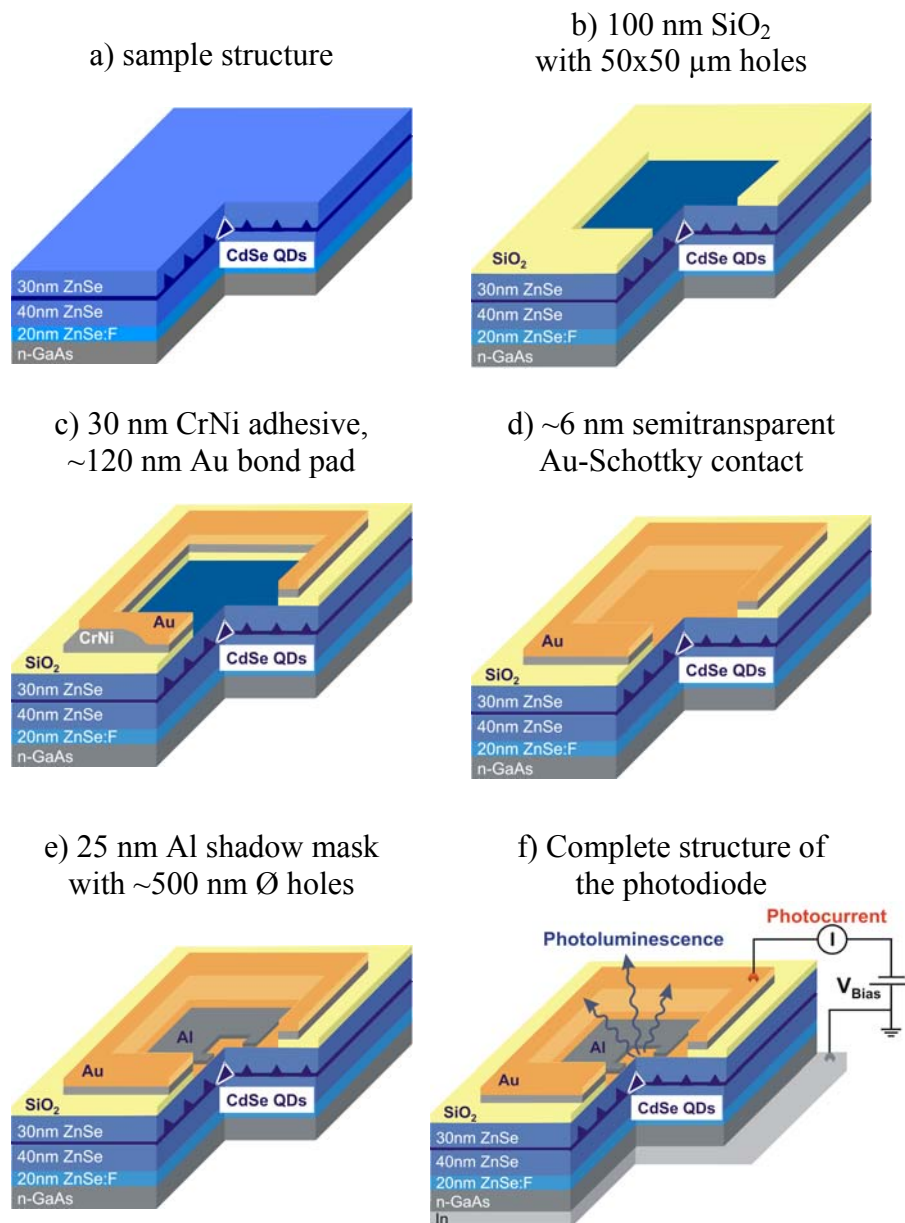 a) sample structure
b) 100 nm SiO₂
with 50x50 µm holes
CdSe QDs
30nm ZnSe
40nm ZnSe
20nm ZnSe:F
n-GaAs
SiO₂
CdSe QDs
30nm ZnSe
40nm ZnSe
20nm ZnSe:F
n-GaAs
c) 30 nm CrNi adhesive,
~120 nm Au bond pad
d) ~6 nm semitransparent
Au-Schottky contact
Au
CrNi
SiO₂
CdSe QDs
30nm ZnSe
40nm ZnSe
20nm ZnSe:F
n-GaAs
Au
SiO₂
CdSe QDs
30nm ZnSe
40nm ZnSe
20nm ZnSe:F
n-GaAs
e) 25 nm Al shadow mask
with ~500 nm Ø holes
f) Complete structure of
the photodiode
Al
Au
SiO₂
CdSe QDs
30nm ZnSe
40nm ZnSe
20nm ZnSe:F
n-GaAs
Photocurrent
Photoluminescence
I
V Bias
Al
Au
SiO₂
CdSe QDs
30nm ZnSe
40nm ZnSe
20nm ZnSe:F
n-GaAs
In